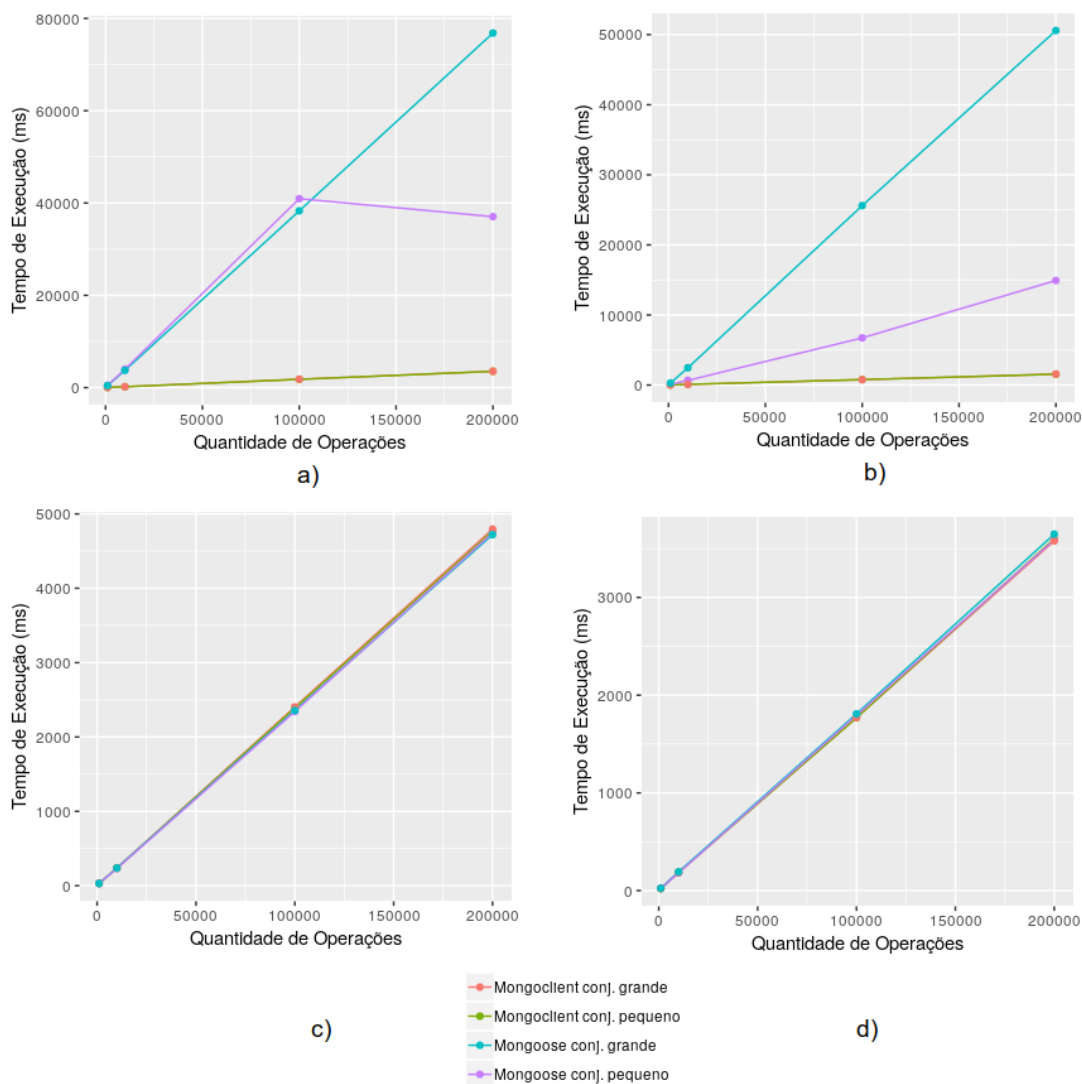 80000
60000
40000
20000
0
Tempo de Execução (ms)
0 50000 100000 150000 200000
Quantidade de Operações
a)
50000
40000
30000
20000
10000
0
Tempo de Execução (ms)
0 50000 100000 150000 200000
Quantidade de Operações
b)
5000
4000
3000
2000
1000
0
Tempo de Execução (ms)
0 50000 100000 150000 200000
Quantidade de Operações
c)
3000
2000
1000
0
Tempo de Execução (ms)
0 50000 100000 150000 200000
Quantidade de Operações
d)
Mongoclient conj. grande
Mongoclient conj. pequeno
Mongoose conj. grande
Mongoose conj. pequeno